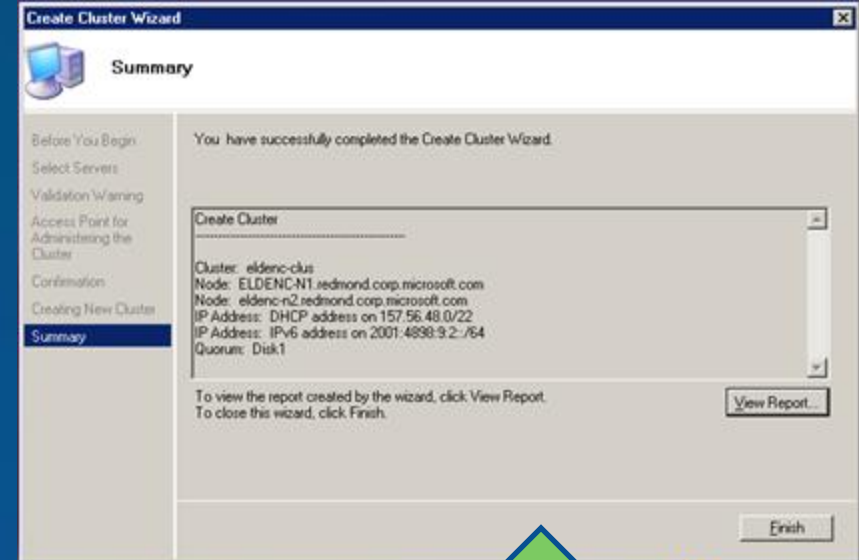 Create Cluster Wizard
Summary
Before You Begin
Select Servers
Validation Warning
Access Point for
Administering the
Cluster
Confirmation
Creating New Cluster
Summary
You have successfully completed the Create Cluster Wizard.
Create Cluster
Cluster: eldenc-clus
Node: ELDENC-N1.redmond.corp.microsoft.com
Node: eldenc-n2.redmond.corp.microsoft.com
IP Address: DHCP address on 157.56.48.0/22
IP Address: IPv6 address on 2001:4898:9:2::/64
Quorum: Disk1
To view the report created by the wizard, click View Report.
To close this wizard, click Finish.
View Report...
Finish